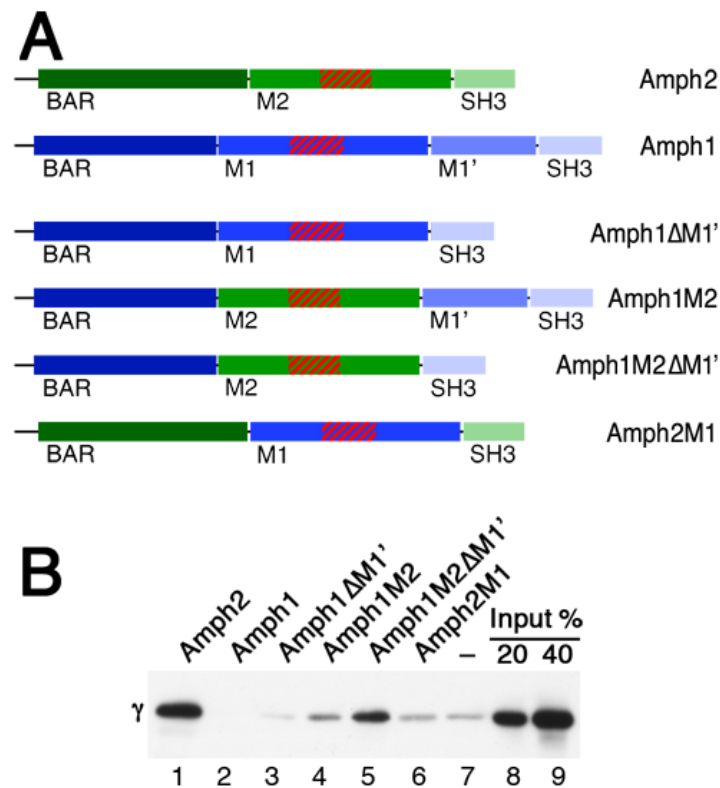 A
Amph2
BAR M2 SH3
Amph1
BAR M1 M1' SH3
Amph1ΔM1'
BAR M1 SH3
Amph1M2
BAR M2 M1' SH3
Amph1M2ΔM1'
BAR M2 SH3
Amph2M1
BAR M1 SH3
B
Amph2 Amph1 Amph1ΔM1' Amph1M2 Amph1M2ΔM1' Amph2M1 – Input %
20 40
γ
1 2 3 4 5 6 7 8 9